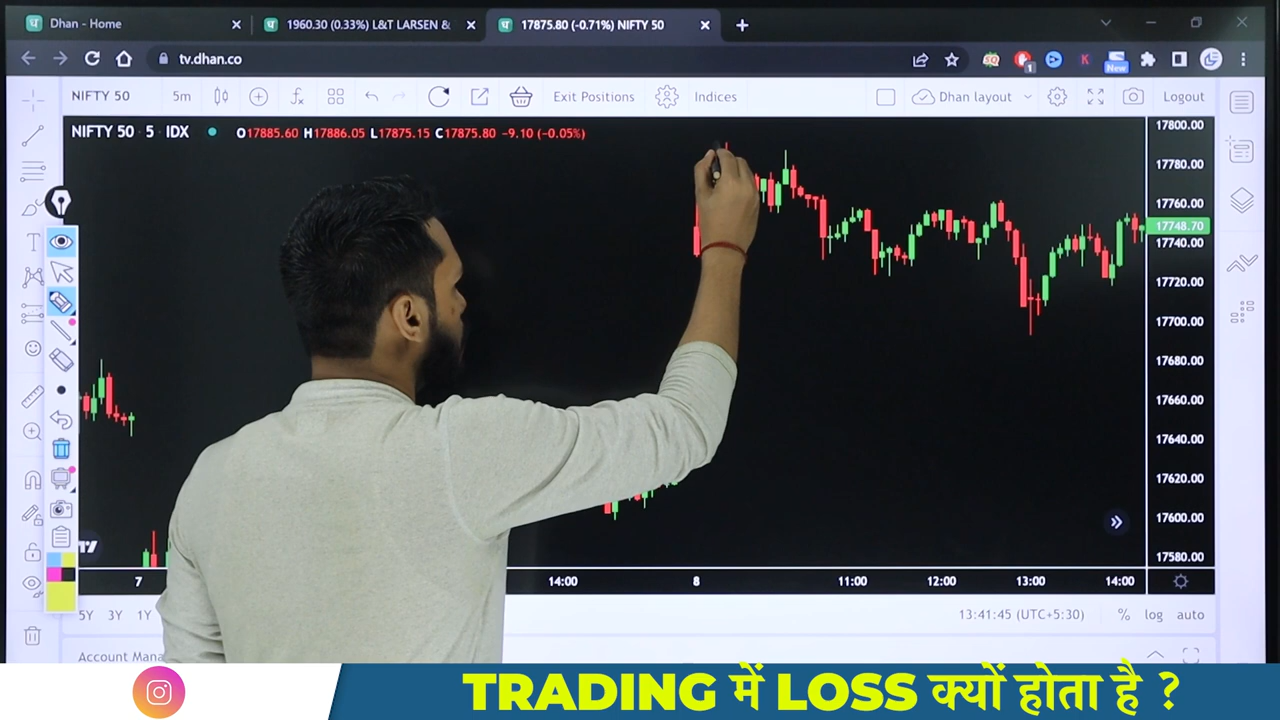 Dhan - Home
1960.30 (0.33%) L&T LARSEN &
17875.80 (-0.71%) NIFTY 50
tv.dhan.co
1
K
New
NIFTY 50
5m
Exit Positions
Indices
Dhan layout
Logout
NIFTY 50 · 5 · IDX
O17885.60 H17886.05 L17875.15 C17875.80 -9.10 (-0.05%)
17800.00
17780.00
17760.00
17748.70
17740.00
17720.00
17700.00
17680.00
17660.00
17640.00
17620.00
17600.00
17580.00
7
14:00
8
11:00
12:00
13:00
14:00
5Y
3Y
1Y
13:41:45 (UTC+5:30)
%
log
auto
Account Mana
TRADING में LOSS क्यों होता है ?